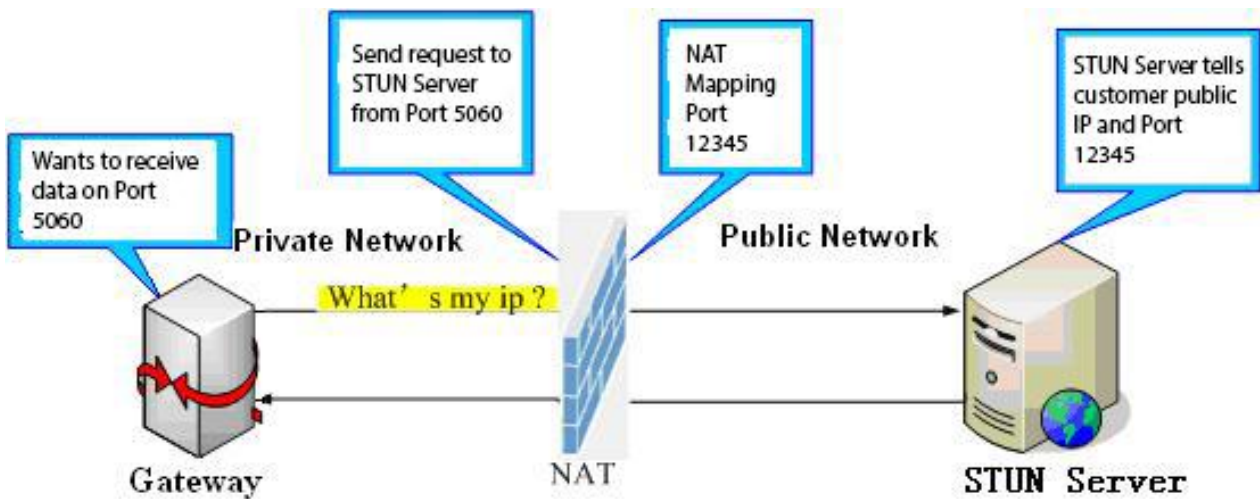 Send request to
STUN Server
from Port 5060
NAT
Mapping
Port
12345
STUN Server tells
customer public
IP and Port
12345
Wants to receive
data on Port
5060
Private Network
Public Network
What’s my ip ?
Gateway
NAT
STUN Server